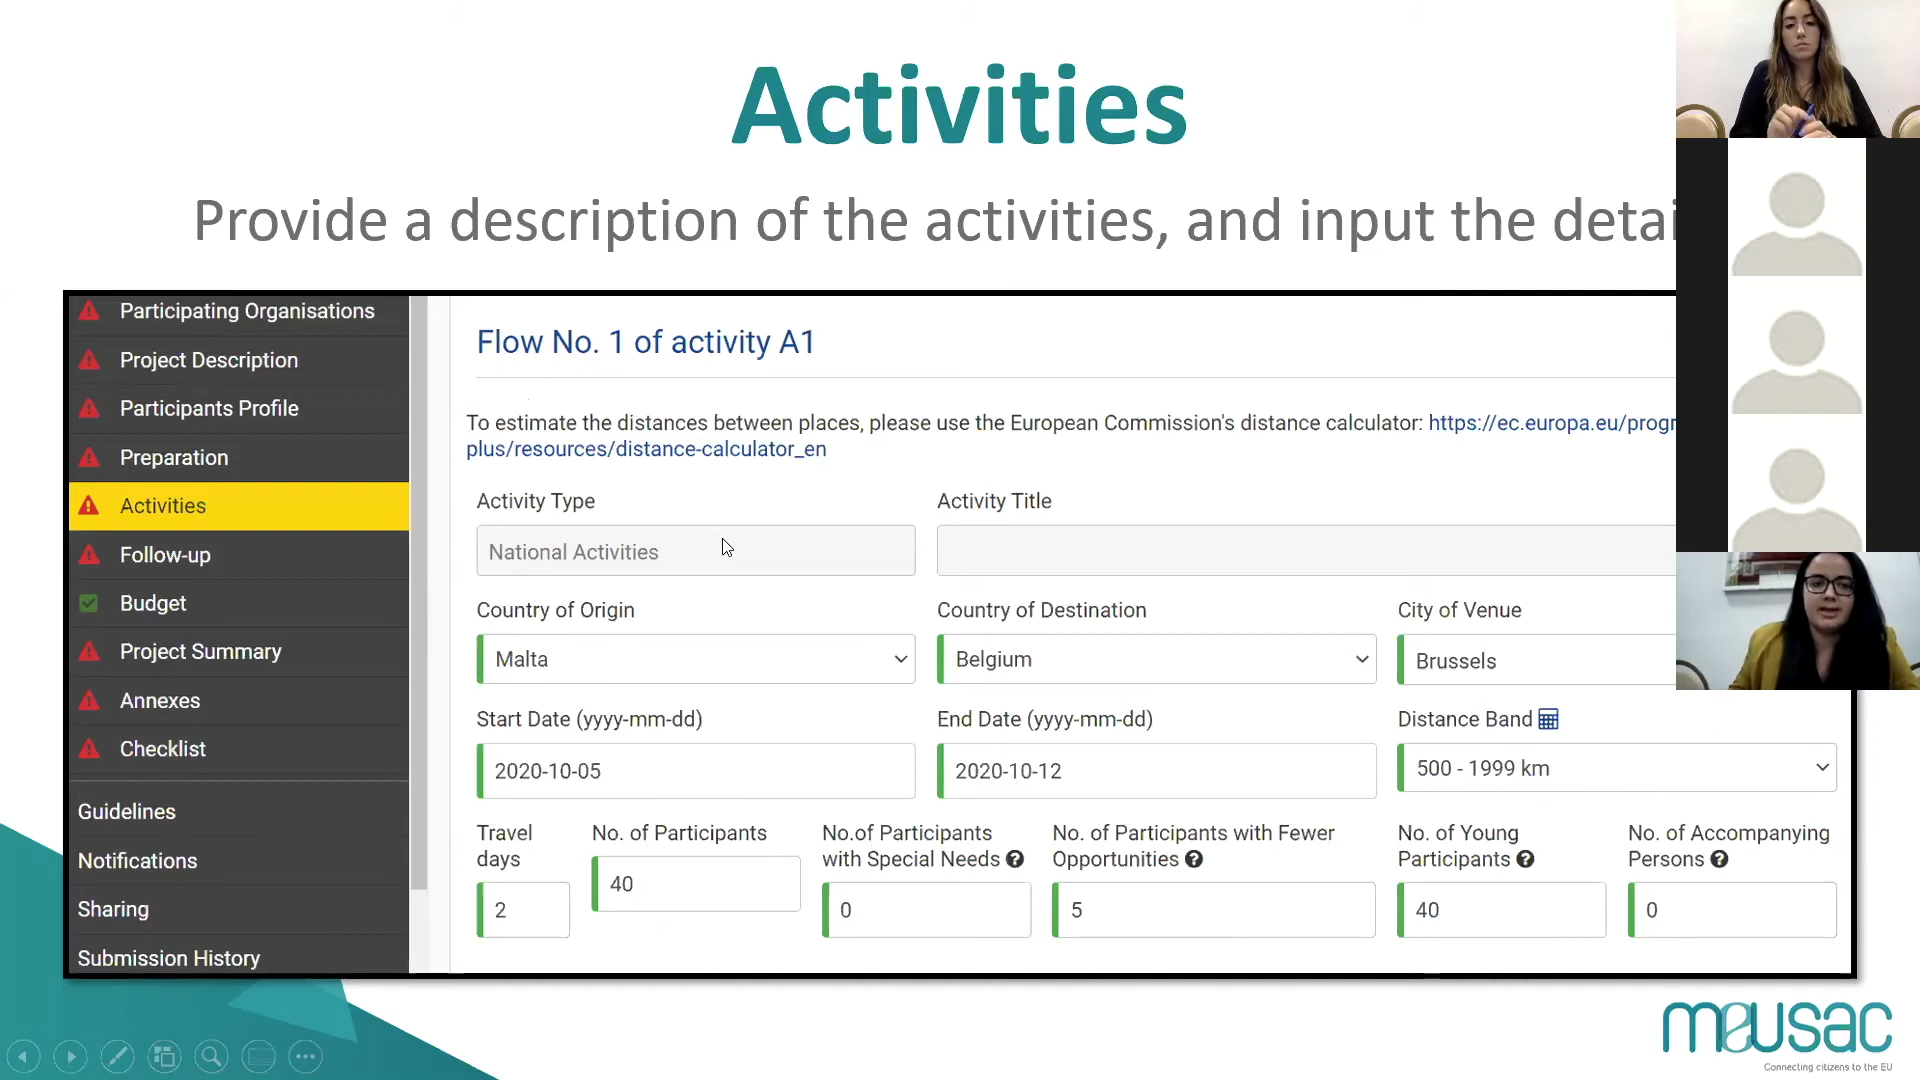 Activities
Provide a description of the activities, and input the detai
Participating Organisations
Project Description
Participants Profile
Preparation
Activities
Follow-up
Budget
Project Summary
Annexes
Checklist
Guidelines
Notifications
Sharing
Submission History
Flow No. 1 of activity A1
To estimate the distances between places, please use the European Commission's distance calculator: https://ec.europa.eu/progr
plus/resources/distance-calculator_en
Activity Type
Activity Title
National Activities
Country of Origin
Country of Destination
City of Venue
Malta
Belgium
Brussels
Start Date (yyyy-mm-dd)
End Date (yyyy-mm-dd)
Distance Band
2020-10-05
2020-10-12
500 - 1999 km
Travel
days
No. of Participants
No.of Participants
with Special Needs
No. of Participants with Fewer
Opportunities
No. of Young
Participants
No. of Accompanying
Persons
2
40
0
5
40
0
meusac
Connecting citizens to the EU